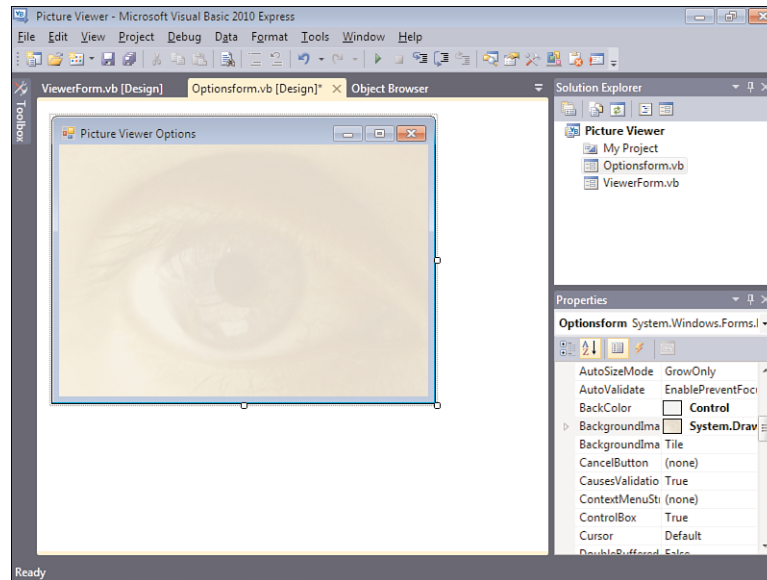 Picture Viewer - Microsoft Visual Basic 2010 Express
File Edit View Project Debug Data Format Tools Window Help
Toolbox
ViewerForm.vb [Design] Optionsform.vb [Design]* Object Browser
Picture Viewer Options
Solution Explorer
Picture Viewer
My Project
Optionsform.vb
ViewerForm.vb
Properties
Optionsform System.Windows.Forms.
AutoSizeMode GrowOnly
AutoValidate EnablePreventFoc
BackColor Control
BackgroundIma System.Draw
BackgroundIma Tile
CancelButton (none)
CausesValidatio True
ContextMenuSt (none)
ControlBox True
Cursor Default
DoubleBuffered False
Ready